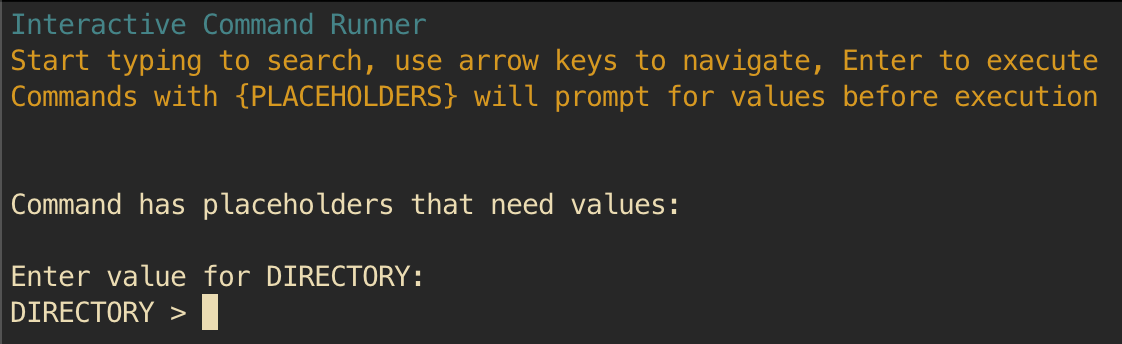 Interactive Command Runner
Start typing to search, use arrow keys to navigate, Enter to execute
Commands with {PLACEHOLDERS} will prompt for values before execution
Command has placeholders that need values:
Enter value for DIRECTORY:
DIRECTORY >